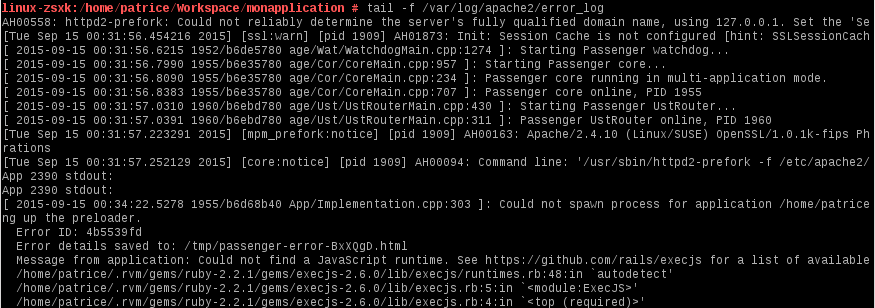 linux-zsxk:/home/patrice/Workspace/monapplication # tail -f /var/log/apache2/error_log
AH00558: httpd2-prefork: Could not reliably determine the server's fully qualified domain name, using 127.0.0.1. Set the 'Se
[Tue Sep 15 00:31:56.454216 2015] [ssl:warn] [pid 1909] AH01873: Init: Session Cache is not configured [hint: SSLSessionCach
[ 2015-09-15 00:31:56.6215 1952/b6de5780 age/Wat/WatchdogMain.cpp:1274 ]: Starting Passenger watchdog...
[ 2015-09-15 00:31:56.7990 1955/b6e95780 age/Cor/CoreMain.cpp:957 ]: Starting Passenger core...
[ 2015-09-15 00:31:56.8090 1955/b6e95780 age/Cor/CoreMain.cpp:234 ]: Passenger core running in multi-application mode.
[ 2015-09-15 00:31:56.8383 1955/b6e95780 age/Cor/CoreMain.cpp:707 ]: Passenger core online, PID 1955
[ 2015-09-15 00:31:57.0310 1960/b6ebd780 age/Ust/UstRouterMain.cpp:430 ]: Starting Passenger UstRouter...
[ 2015-09-15 00:31:57.0391 1960/b6ebd780 age/Ust/UstRouterMain.cpp:311 ]: Passenger UstRouter online, PID 1960
[Tue Sep 15 00:31:57.223291 2015] [mpm_prefork:notice] [pid 1909] AH00163: Apache/2.4.10 (Linux/SUSE) OpenSSL/1.0.1k-fips Ph
rations
[Tue Sep 15 00:31:57.252129 2015] [core:notice] [pid 1909] AH00094: Command line: '/usr/sbin/httpd2-prefork -f /etc/apache2/
App 2390 stdout:
App 2390 stdout:
[ 2015-09-15 00:34:22.5278 1955/b6d68b40 App/Implementation.cpp:303 ]: Could not spawn process for application /home/patrice
ng up the preloader.
  Error ID: 4b5539fd
  Error details saved to: /tmp/passenger-error-BxXQgD.html
  Message from application: Could not find a JavaScript runtime. See https://github.com/rails/execjs for a list of available
  /home/patrice/.rvm/gems/ruby-2.2.1/gems/execjs-2.6.0/lib/execjs/runtimes.rb:48:in `autodetect'
  /home/patrice/.rvm/gems/ruby-2.2.1/gems/execjs-2.6.0/lib/execjs.rb:5:in `<module:ExecJS>'
  /home/patrice/.rvm/gems/ruby-2.2.1/gems/execjs-2.6.0/lib/execjs.rb:4:in `<top (required)>'